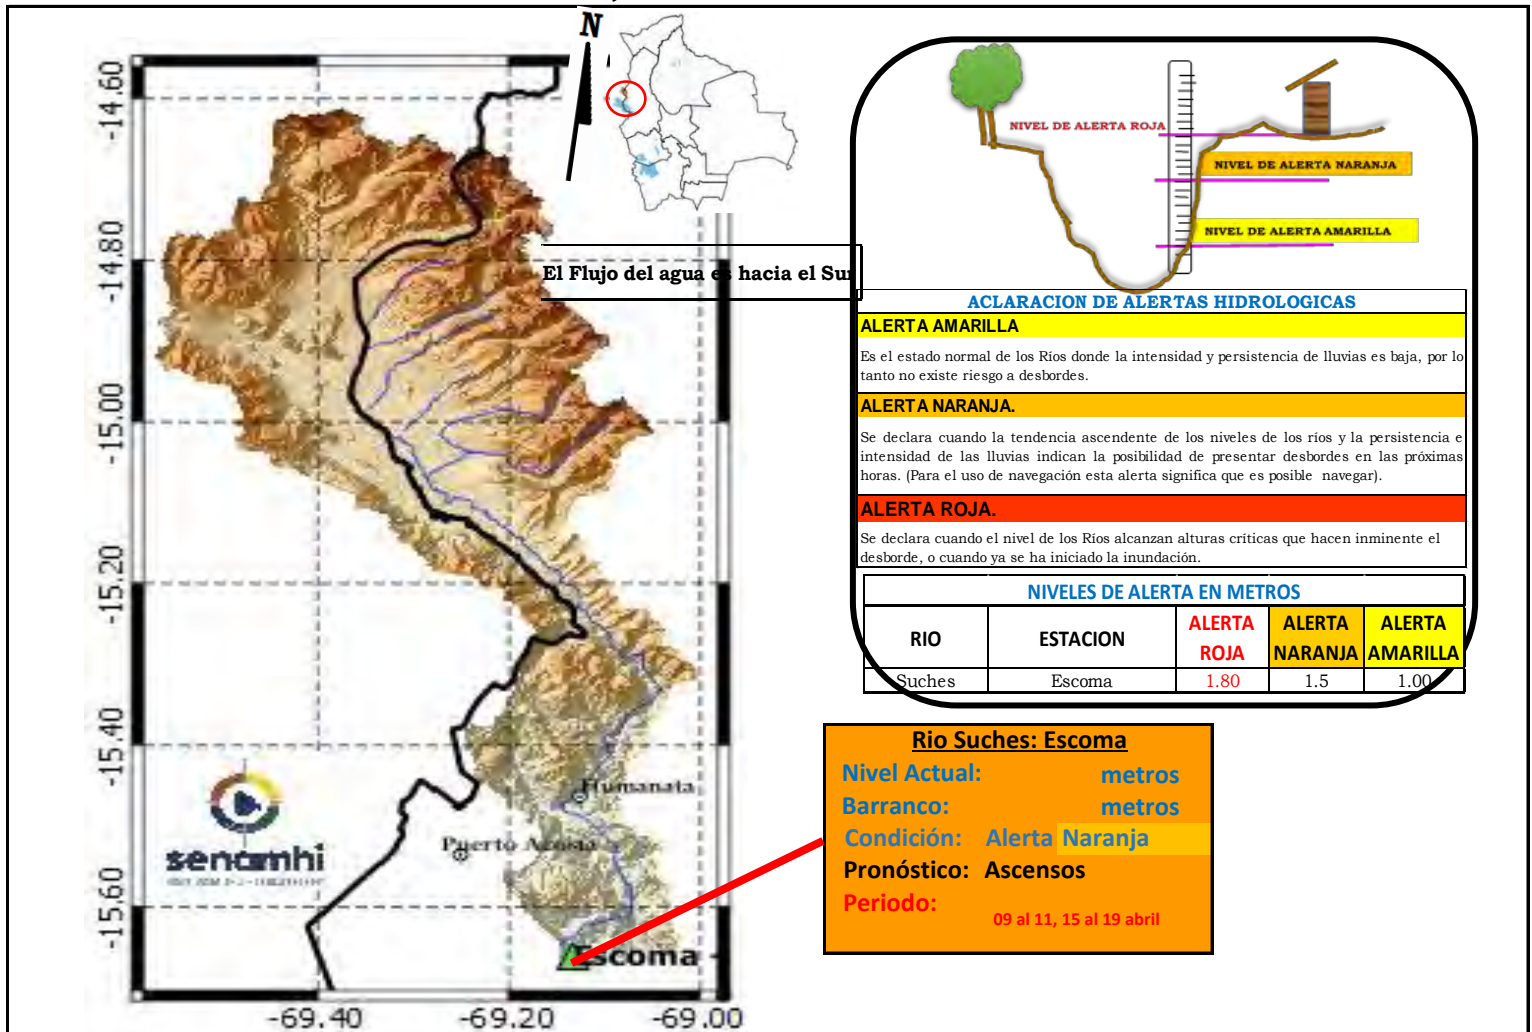 N
-14.60
-14.80
-15.00
-15.20
-15.40
-15.60
-69.40
-69.20
-69.00
El Flujo del agua es hacia el Sur
Humanata
Puerto Acosta
Escoma
senamhi
NIVEL DE ALERTA ROJA
NIVEL DE ALERTA NARANJA
NIVEL DE ALERTA AMARILLA
ACLARACION DE ALERTAS HIDROLOGICAS
ALERTA AMARILLA
Es el estado normal de los Ríos donde la intensidad y persistencia de lluvias es baja, por lo
tanto no existe riesgo a desbordes.
ALERTA NARANJA.
Se declara cuando la tendencia ascendente de los niveles de los ríos y la persistencia e
intensidad de las lluvias indican la posibilidad de presentar desbordes en las próximas
horas. (Para el uso de navegación esta alerta significa que es posible navegar).
ALERTA ROJA.
Se declara cuando el nivel de los Ríos alcanzan alturas críticas que hacen inminente el
desborde, o cuando ya se ha iniciado la inundación.
NIVELES DE ALERTA EN METROS
RIO ESTACION ALERTA ROJA ALERTA NARANJA ALERTA AMARILLA
Suches Escoma 1.80 1.5 1.00
Rio Suches: Escoma
Nivel Actual: metros
Barranco: metros
Condición: Alerta Naranja
Pronóstico: Ascensos
Periodo:
09 al 11, 15 al 19 abril